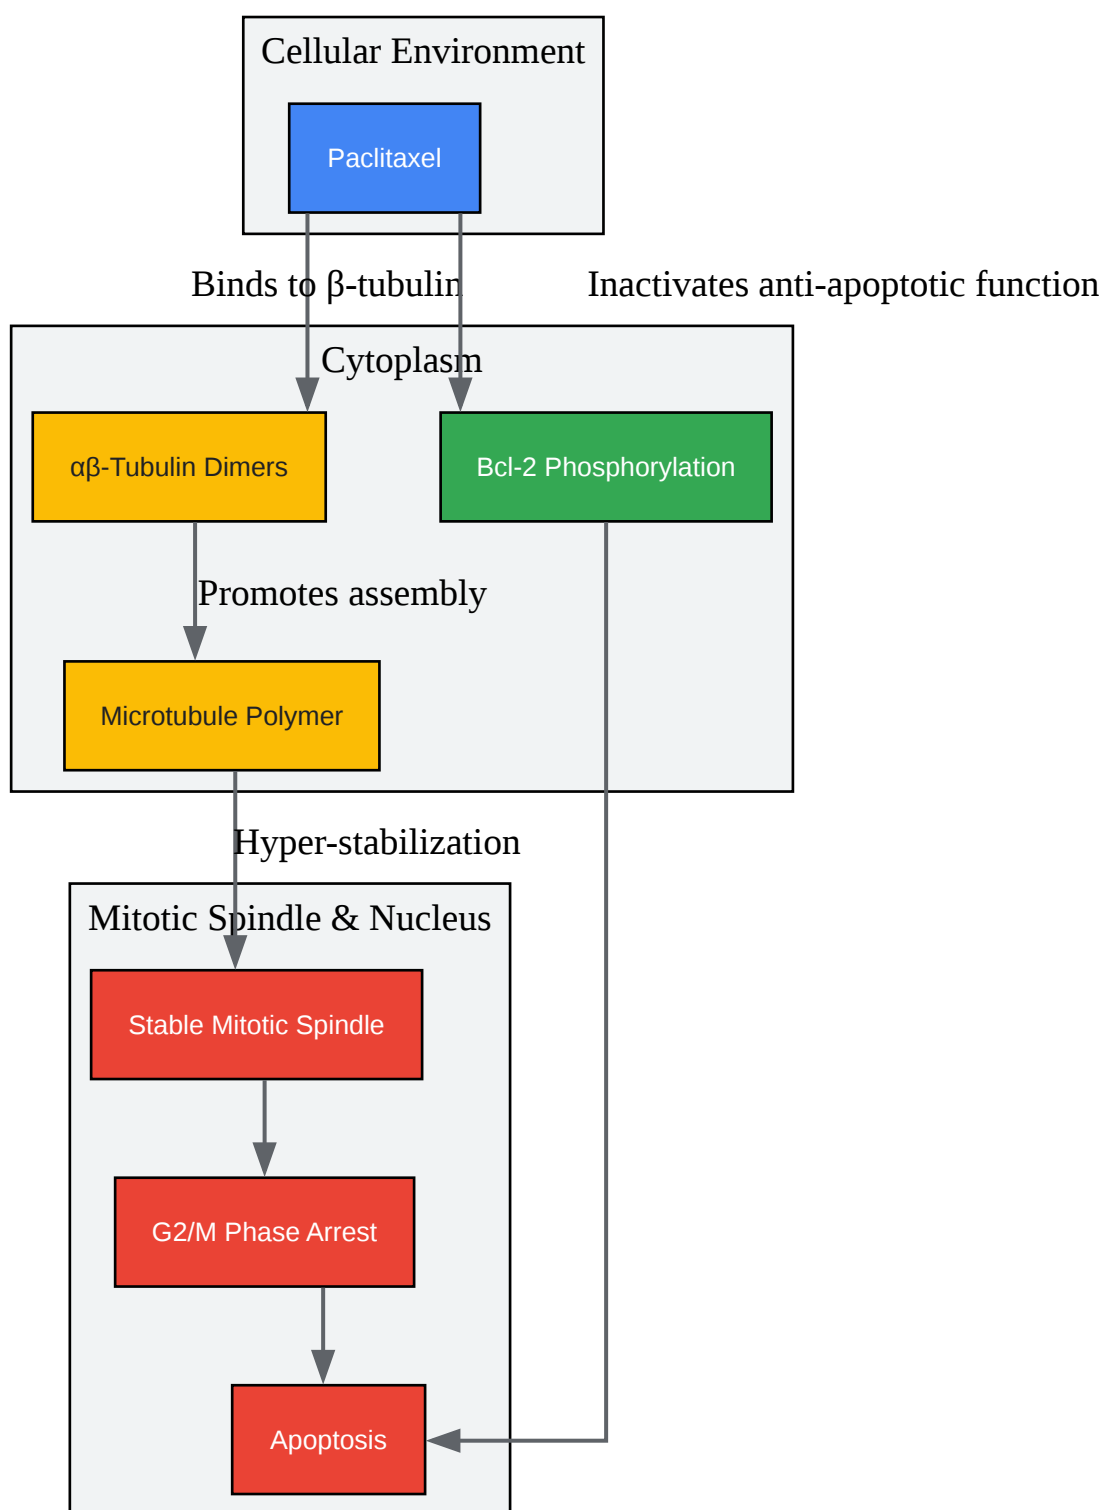 Cellular Environment
Paclitaxel
Binds to β-tubulin
Inactivates anti-apoptotic function
Cytoplasm
αβ-Tubulin Dimers
Bcl-2 Phosphorylation
Promotes assembly
Microtubule Polymer
Hyper-stabilization
Mitotic Spindle & Nucleus
Stable Mitotic Spindle
G2/M Phase Arrest
Apoptosis